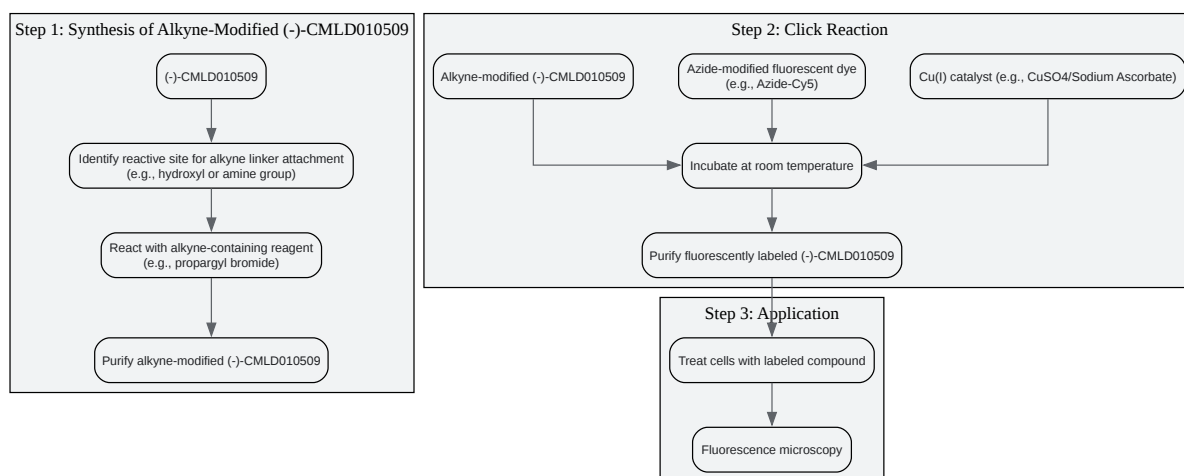 Step 1: Synthesis of Alkyne-Modified (-)-CMLD010509
(-)-CMLD010509
Identify reactive site for alkyne linker attachment
(e.g., hydroxyl or amine group)
React with alkyne-containing reagent
(e.g., propargyl bromide)
Purify alkyne-modified (-)-CMLD010509
Step 2: Click Reaction
Alkyne-modified (-)-CMLD010509
Azide-modified fluorescent dye
(e.g., Azide-Cy5)
Cu(I) catalyst (e.g., CuSO4/Sodium Ascorbate)
Incubate at room temperature
Purify fluorescently labeled (-)-CMLD010509
Step 3: Application
Treat cells with labeled compound
Fluorescence microscopy